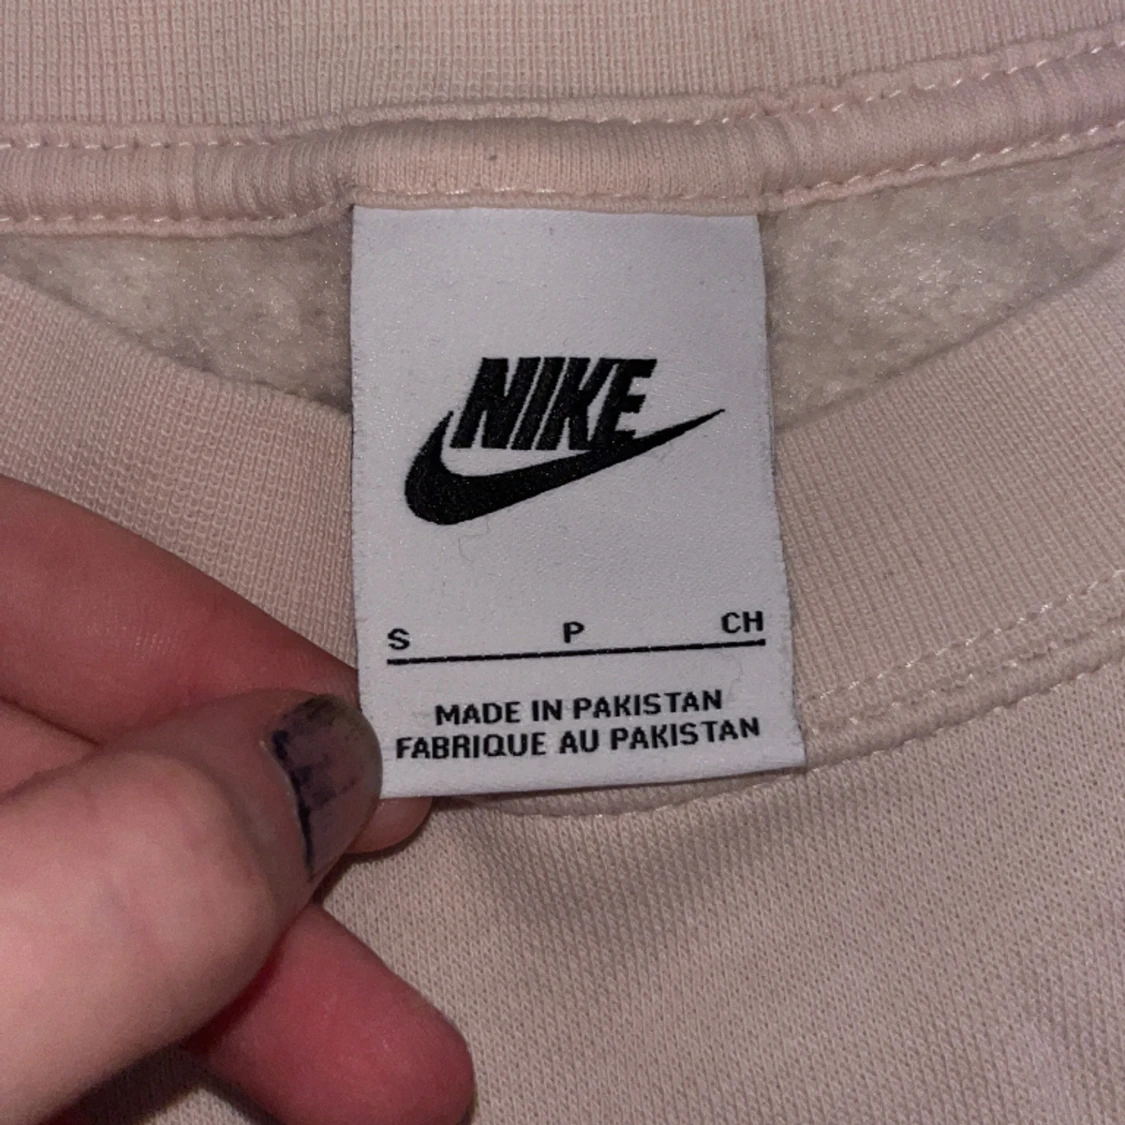 NIKE
S P CH
MADE IN PAKISTAN
FABRIQUE AU PAKISTAN